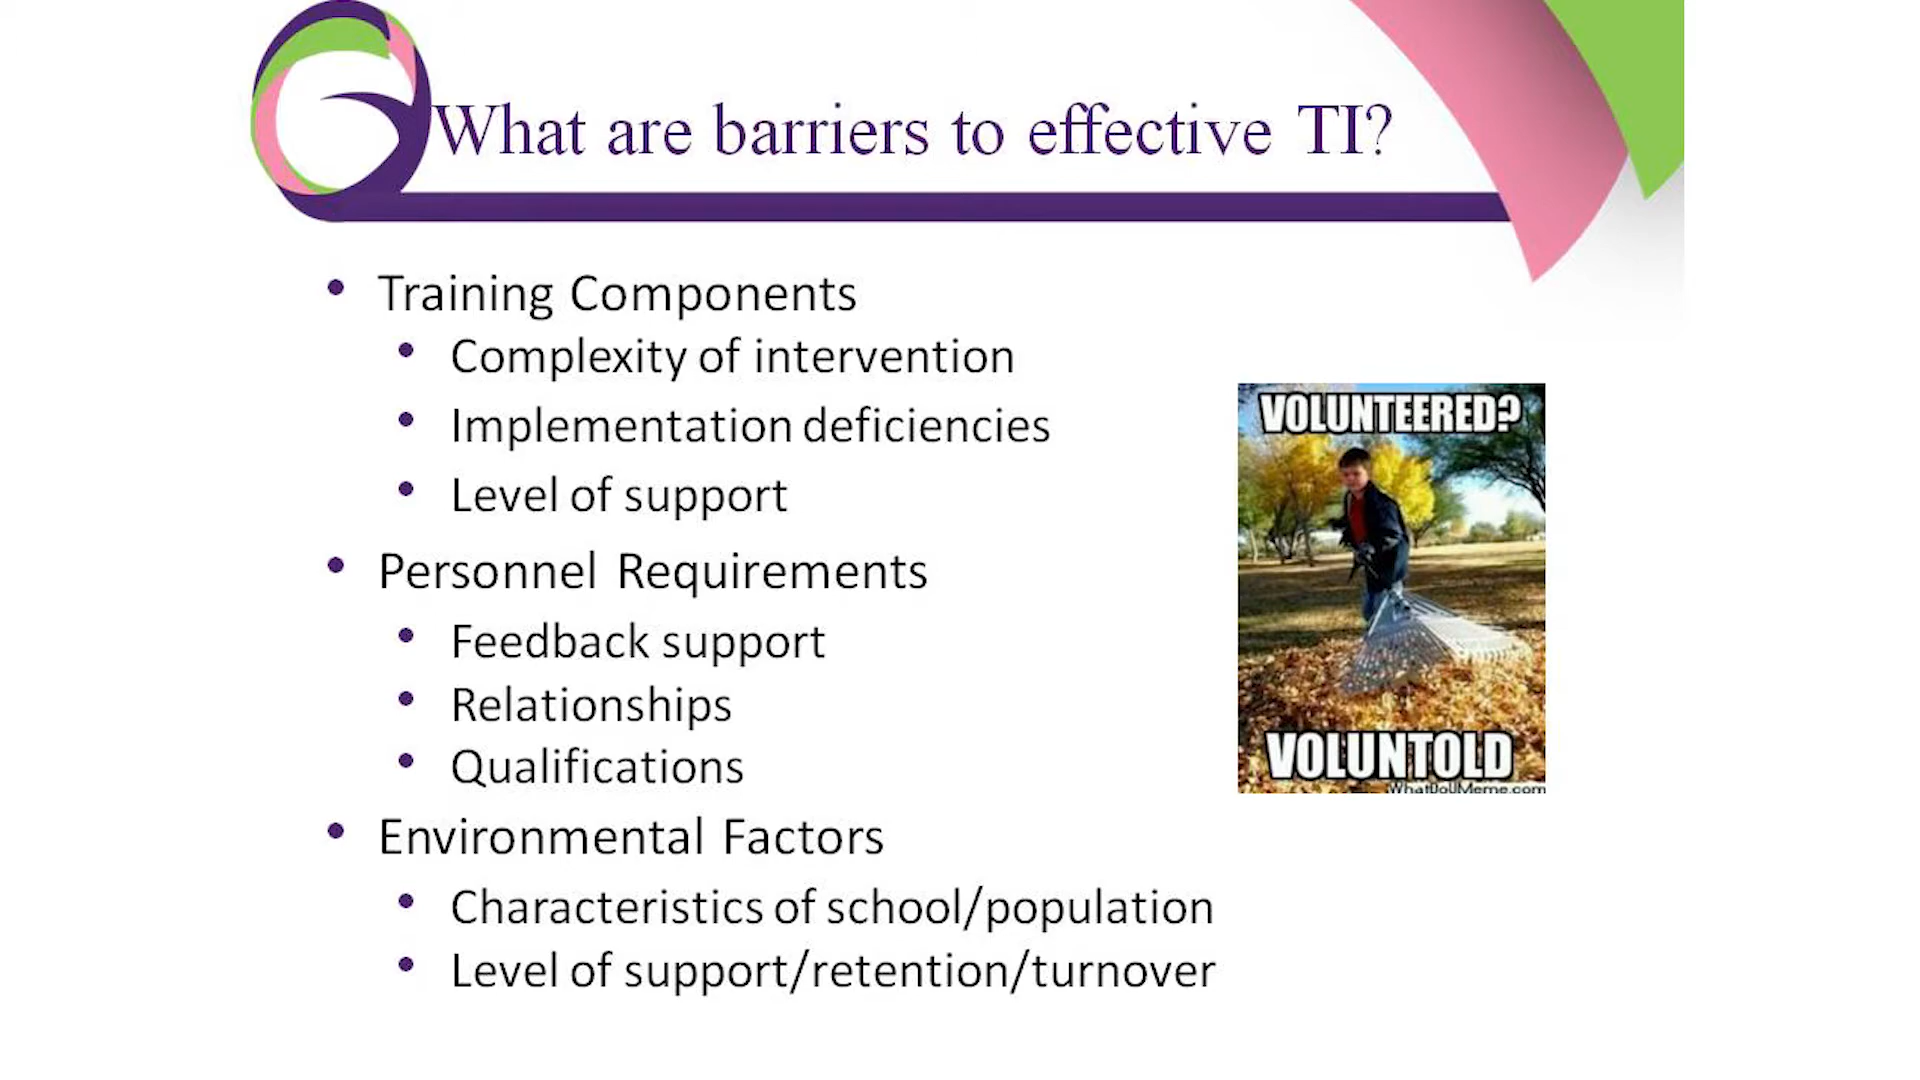 What are barriers to effective TI?
Training Components
Complexity of intervention
Implementation deficiencies
Level of support
Personnel Requirements
Feedback support
Relationships
Qualifications
Environmental Factors
Characteristics of school/population
Level of support/retention/turnover
VOLUNTEERED?
VOLUNTOLD
WhatDoUMeme.com